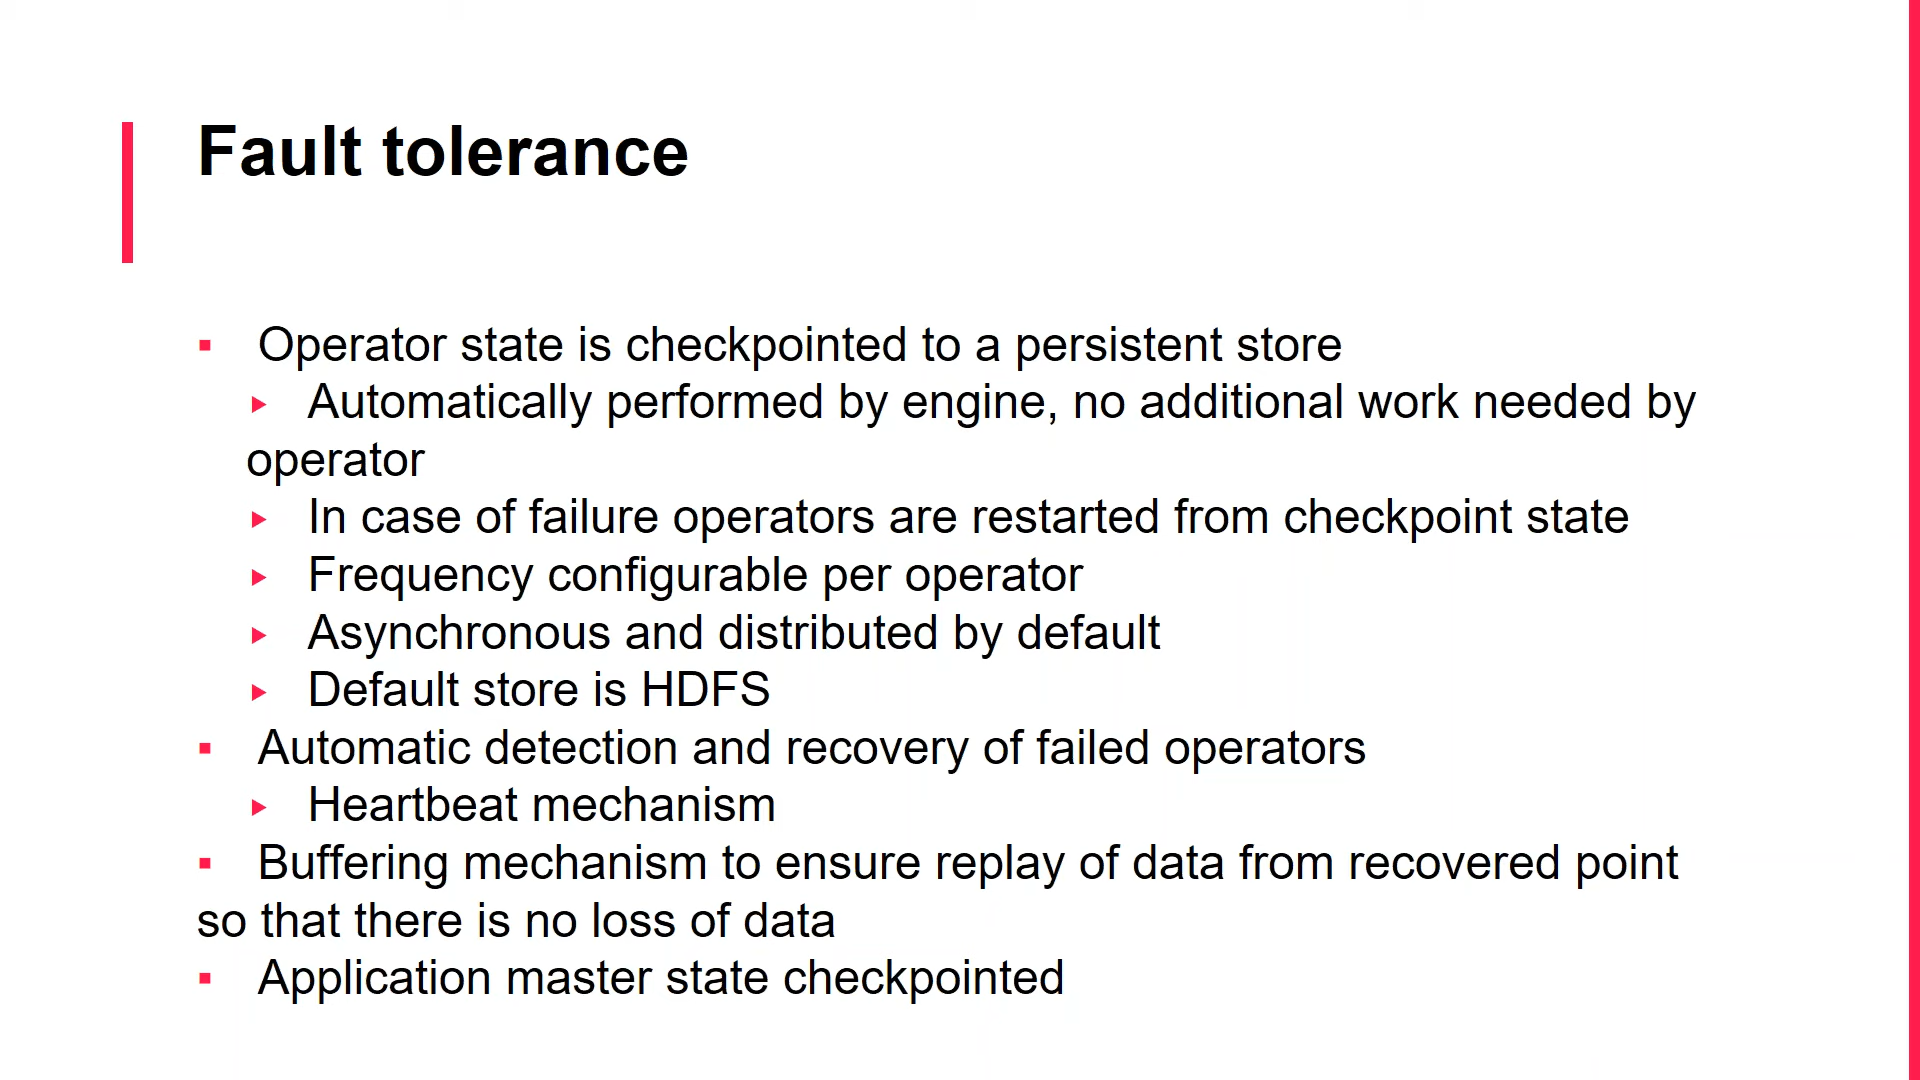 Fault tolerance
▪ Operator state is checkpointed to a persistent store
▸ Automatically performed by engine, no additional work needed by
operator
▸ In case of failure operators are restarted from checkpoint state
▸ Frequency configurable per operator
▸ Asynchronous and distributed by default
▸ Default store is HDFS
▪ Automatic detection and recovery of failed operators
▸ Heartbeat mechanism
▪ Buffering mechanism to ensure replay of data from recovered point
so that there is no loss of data
▪ Application master state checkpointed